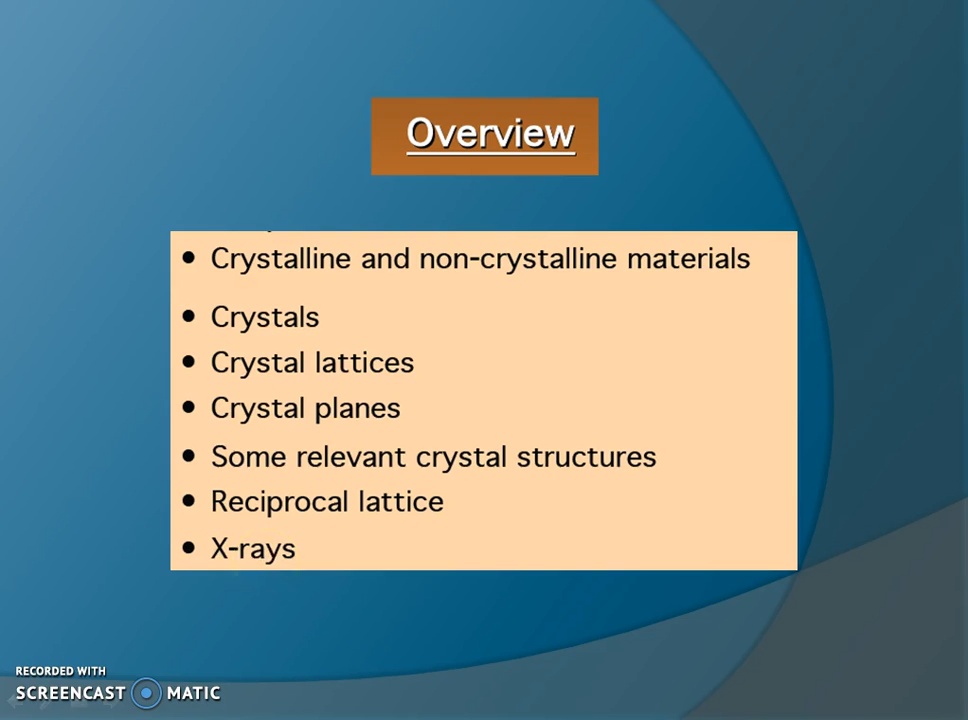 Overview
• Crystalline and non-crystalline materials
• Crystals
• Crystal lattices
• Crystal planes
• Some relevant crystal structures
• Reciprocal lattice
• X-rays
RECORDED WITH
SCREENCAST MATIC